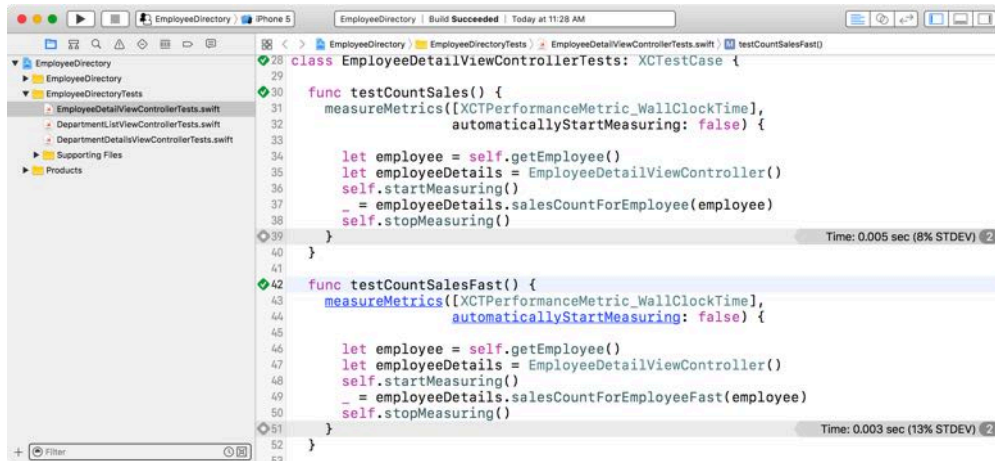 EmployeeDirectory iPhone 5
EmployeeDirectory | Build Succeeded | Today at 11:28 AM
EmployeeDirectory EmployeeDirectoryTests EmployeeDetailViewControllerTests.swift testCountSalesFast()
EmployeeDirectory
EmployeeDirectory
EmployeeDirectoryTests
EmployeeDetailViewControllerTests.swift
DepartmentListViewControllerTests.swift
DepartmentDetailsViewControllerTests.swift
Supporting Files
Products
Filter
28 class EmployeeDetailViewControllerTests: XCTestCase {
29
30 func testCountSales() {
31 measureMetrics([XCTPerformanceMetric_WallClockTime],
32 automaticallyStartMeasuring: false) {
33
34 let employee = self.getEmployee()
35 let employeeDetails = EmployeeDetailViewController()
36 self.startMeasuring()
37 _ = employeeDetails.salesCountForEmployee(employee)
38 self.stopMeasuring()
39 } Time: 0.005 sec (8% STDEV) 2
40 }
41
42 func testCountSalesFast() {
43 measureMetrics([XCTPerformanceMetric_WallClockTime],
44 automaticallyStartMeasuring: false) {
45
46 let employee = self.getEmployee()
47 let employeeDetails = EmployeeDetailViewController()
48 self.startMeasuring()
49 _ = employeeDetails.salesCountForEmployeeFast(employee)
50 self.stopMeasuring()
51 } Time: 0.003 sec (13% STDEV) 2
52 }
53